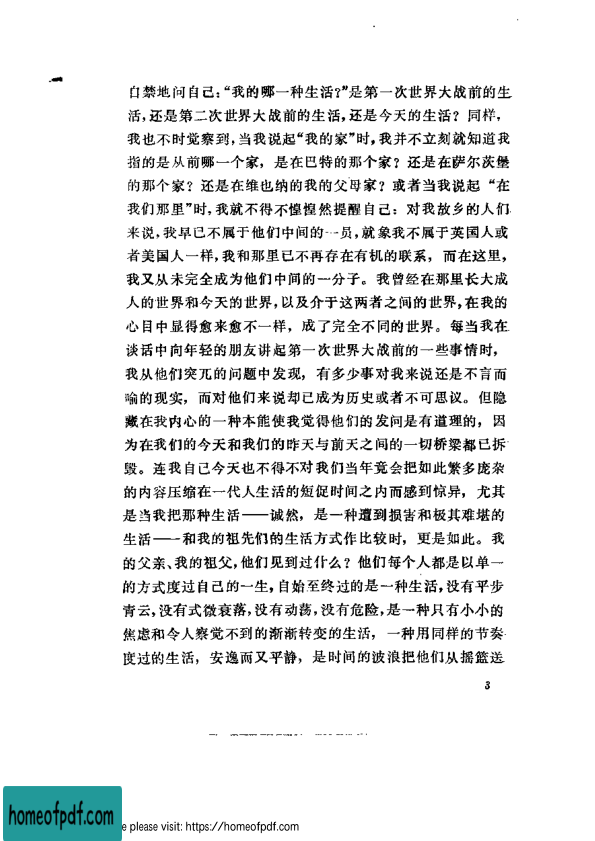 自禁地问自己：“我的哪一种生活？”是第一次世界大战前的生
活，还是第二次世界大战前的生活，还是今天的生活？同样，
我也不时觉察到，当我说起“我的家”时，我并不立刻就知道我
指的是从前哪一个家，是在巴特的那个家？还是在萨尔茨堡
的那个家？还是在维也纳的我的父母家？或者当我说起“在
我们那里”时，我就不得不惶惶然提醒自己：对我故乡的人们
来说，我早已不属于他们中间的一员，就象我不属于英国人或
者美国人一样，我和那里已不再存在有机的联系，而在这里，
我又从未完全成为他们中间的一分子。我曾经在那里长大成
人的世界和今天的世界，以及介于这两者之间的世界，在我的
心目中显得愈来愈不一样，成了完全不同的世界。每当我在
谈话中向年轻的朋友讲起第一次世界大战前的一些事情时，
我从他们突兀的问题中发现，有多少事对我来说还是不言而
喻的现实，而对他们来说却已成为历史或者不可思议。但隐
藏在我内心的一种本能使我觉得他们的发问是有道理的，因
为在我们的今天和我们的昨天与前天之间的一切桥梁都已拆
毁。连我自己今天也不得不对我们当年竟会把如此繁多庞杂
的内容压缩在一代人生活的短促时间之内而感到惊异，尤其
是当我把那种生活——诚然，是一种遭到损害和极其难堪的
生活——和我的祖先们的生活方式作比较时，更是如此。我
的父亲、我的祖父，他们见到过什么？他们每个人都是以单一
的方式度过自己的一生，自始至终过的是一种生活，没有平步
青云，没有式微衰落，没有动荡，没有危险，是一种只有小小的
焦虑和令人察觉不到的渐渐转变的生活，一种用同样的节奏
度过的生活，安逸而又平静，是时间的波浪把他们从摇篮送
3
homeofpdf.com
e please visit: https://homeofpdf.com